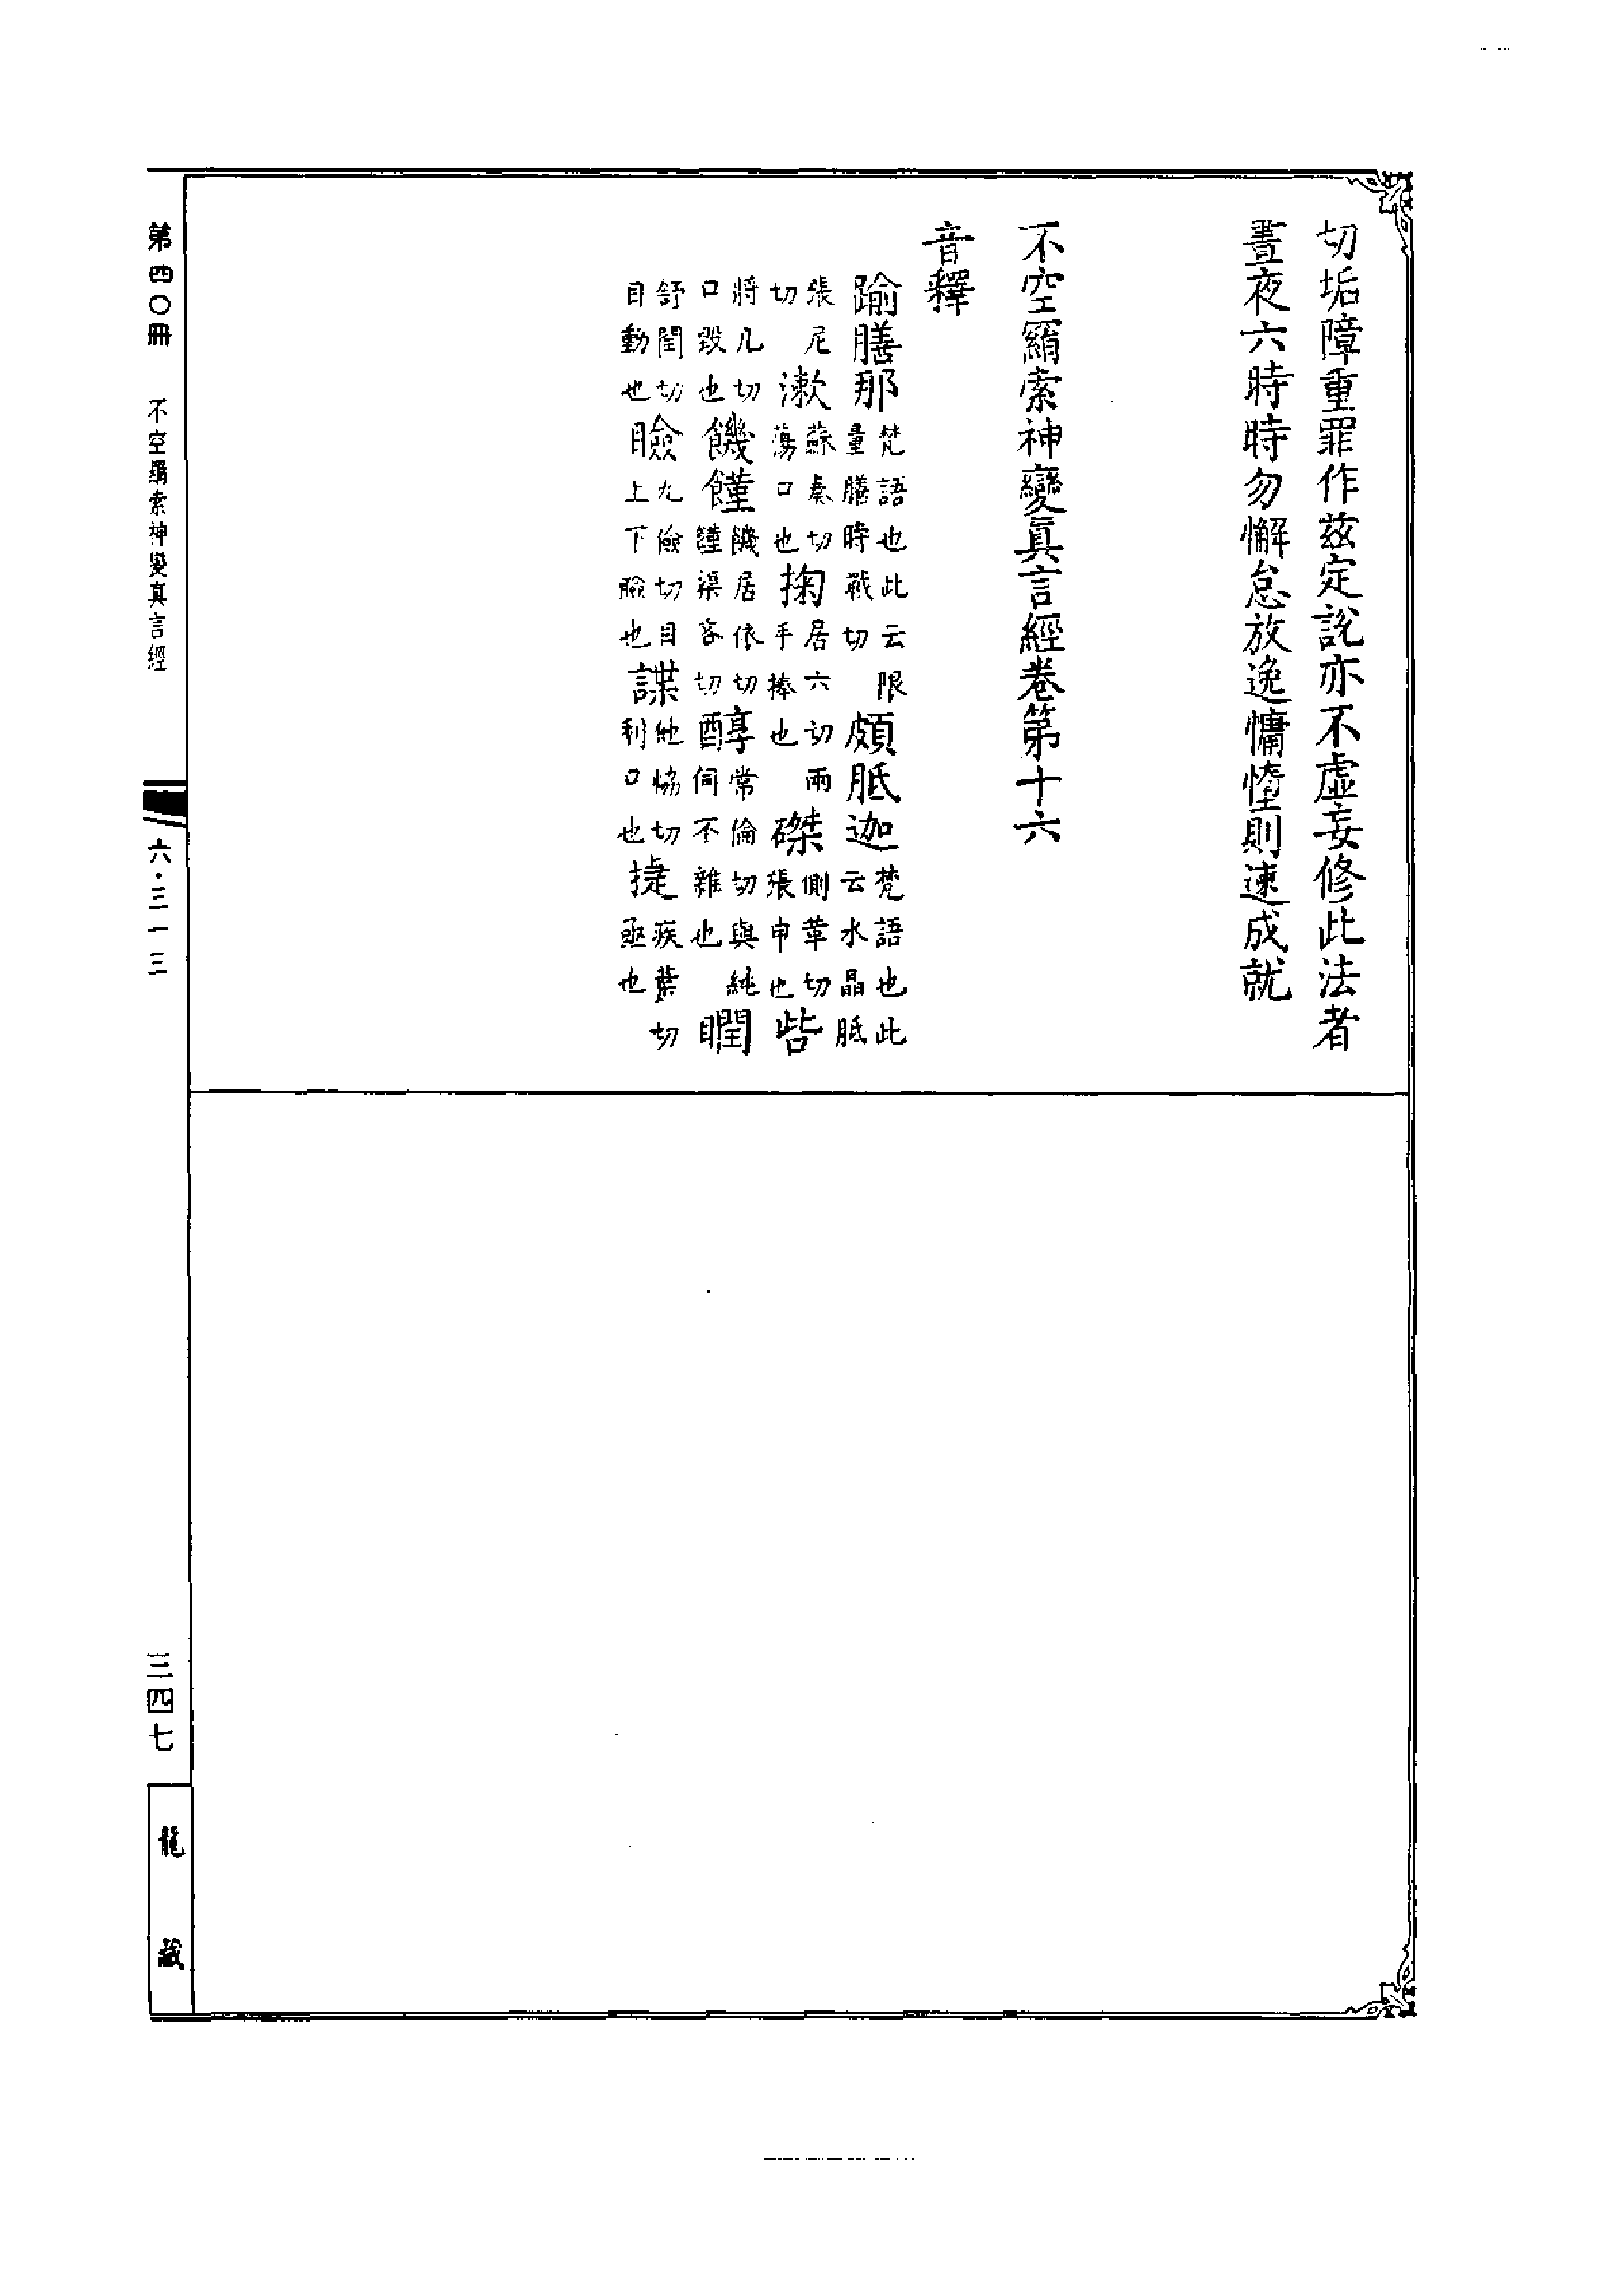 切垢障重罪作兹定說亦不虛妄修此法者
晝夜六時時勿懈怠放逸慵惰則速成就
不空羂索神變真言經卷第十六
音釋
踰膳那梵語也此云限量膳時戰切頗胝迦梵語也此云水晶胝
張尼切漱蘇奏切蕩口也掬居六切兩手捧也磔側革切張申也呰
將几切口毀也饑饉饑居依切饉渠吝切醇常倫切與純同不雜也瞤
舒閏切目動也瞼九儉切目上下瞼也諜他協切利口也捷疾葉切亟也
第四〇冊 不空羂索神變真言經
六·三一三
三四七
龍藏